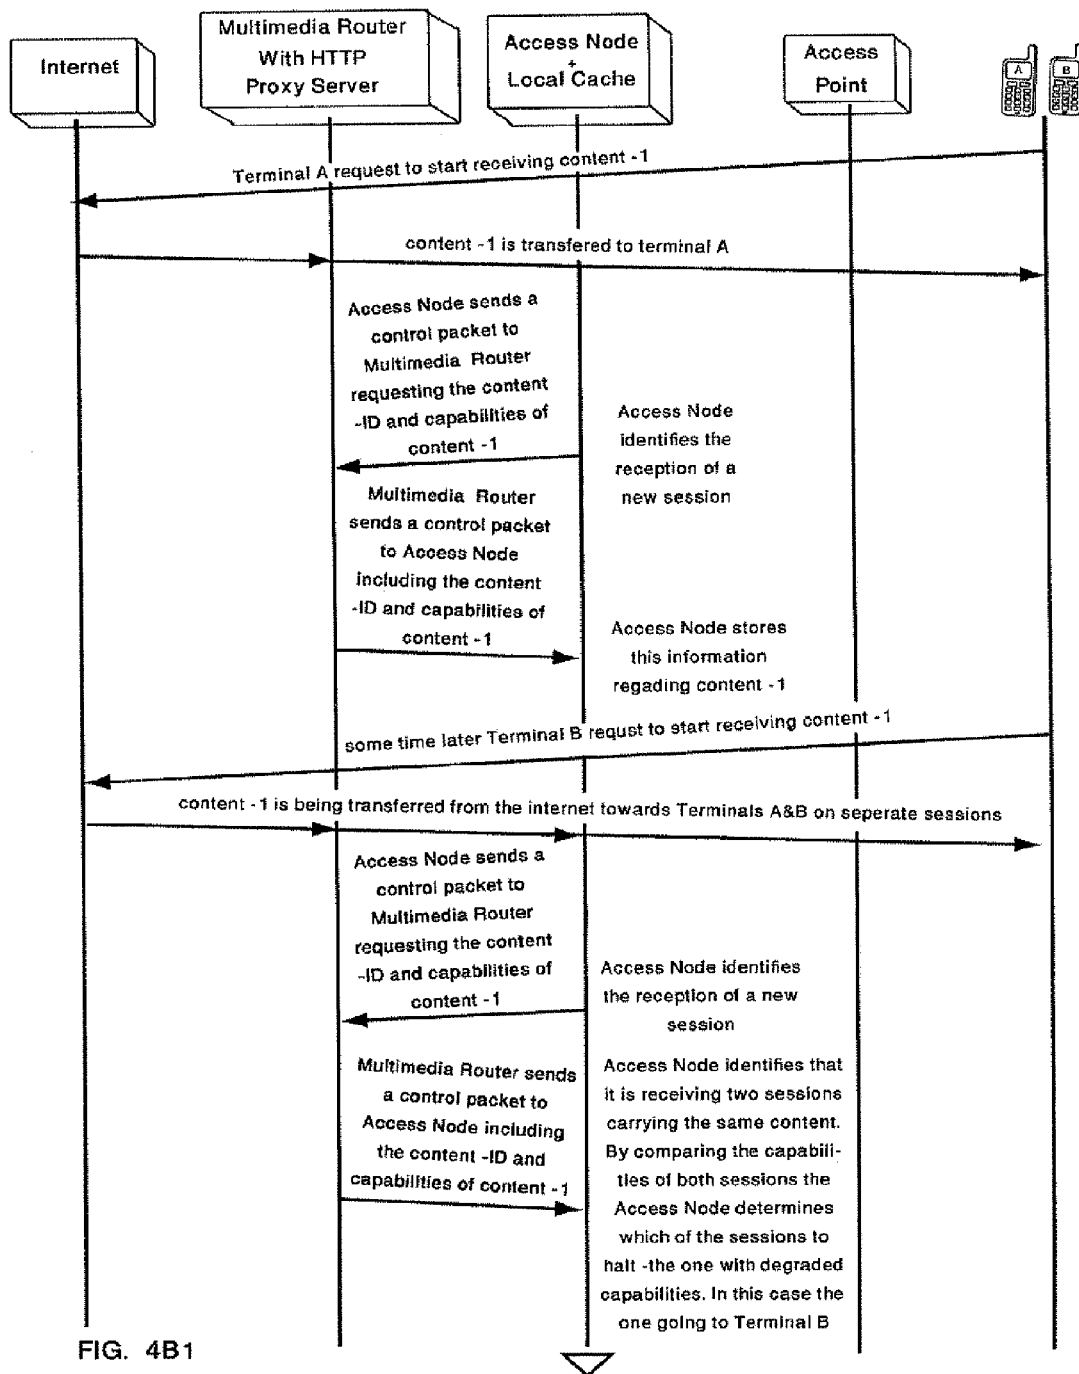 Internet
Multimedia Router
With HTTP
Proxy Server
Access Node
+
Local Cache
Access
Point
A
B
Terminal A request to start receiving content -1
content -1 is transfered to terminal A
Access Node sends a
control packet to
Multimedia Router
requesting the content
-ID and capabilities of
content -1
Access Node
identifies the
reception of a
new session
Multimedia Router
sends a control packet
to Access Node
including the content
-ID and capabilities of
content -1
Access Node stores
this information
regading content -1
some time later Terminal B requst to start receiving content -1
content -1 is being transferred from the internet towards Terminals A&B on seperate sessions
Access Node sends a
control packet to
Multimedia Router
requesting the content
-ID and capabilities of
content -1
Access Node identifies
the reception of a new
session
Multimedia Router sends
a control packet to
Access Node including
the content -ID and
capabilities of content -1
Access Node identifies that
it is receiving two sessions
carrying the same content.
By comparing the capabili-
ties of both sessions the
Access Node determines
which of the sessions to
halt -the one with degraded
capabilities. In this case the
one going to Terminal B
FIG. 4B1